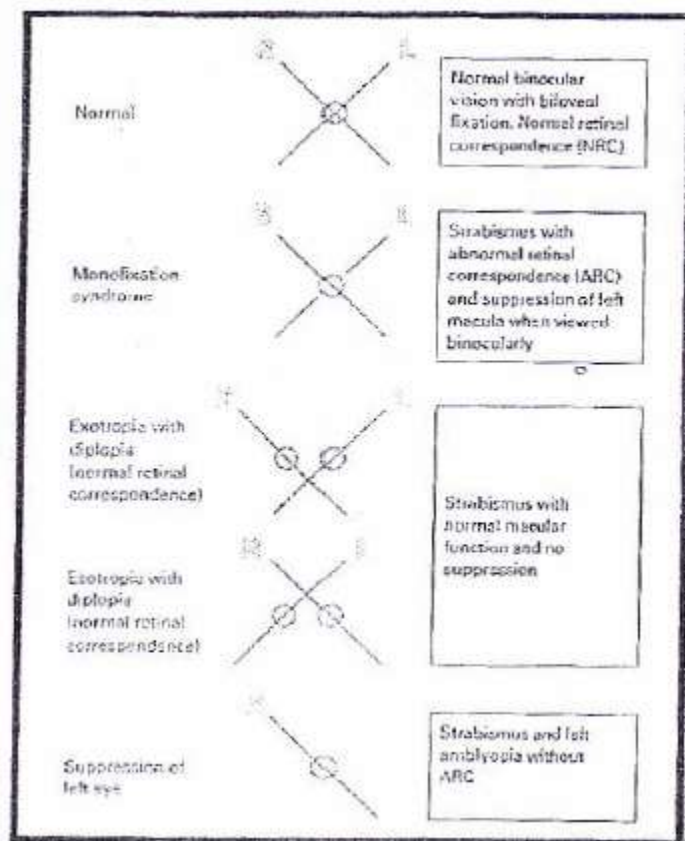 Normal
Normal binocular
vision with bifoveal
fixation. Normal retinal
correspondence (NRC)
Monofixation
syndrome
Strabismus with
abnormal retinal
correspondence (ARC)
and suppression of left
macula when viewed
binocularly
Exotropia with
diplopia
(normal retinal
correspondence)
Strabismus with
normal macular
function and no
suppression
diplopia
(normal retinal
correspondence)
Suppression of
left eye
Strabismus and left
amblyopia without
ARC